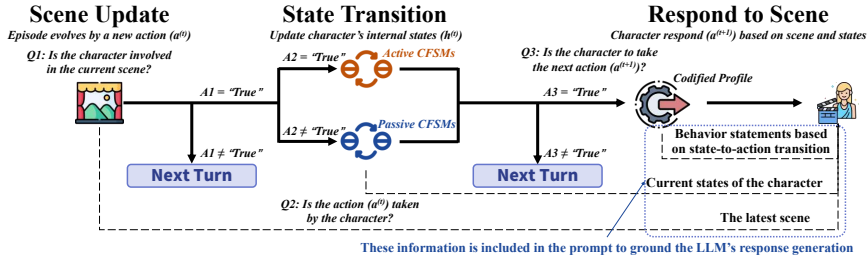 Scene Update
Episode evolves by a new action (a⁽ᵗ⁾)
Q1: Is the character involved
in the current scene?
A1 = “True”
A1 ≠ “True”
Next Turn
State Transition
Update character's internal states (h⁽ᵗ⁾)
A2 = “True”
Active CFSMs
A2 ≠ “True”
Passive CFSMs
Q2: Is the action (a⁽ᵗ⁾) taken
by the character?
Respond to Scene
Character respond (a⁽ᵗ⁺¹⁾) based on scene and states
Q3: Is the character to take
the next action (a⁽ᵗ⁺¹⁾)?
A3 = “True”
A3 ≠ “True”
Next Turn
Codified Profile
Behavior statements based
on state-to-action transition
Current states of the character
The latest scene
These information is included in the prompt to ground the LLM's response generation